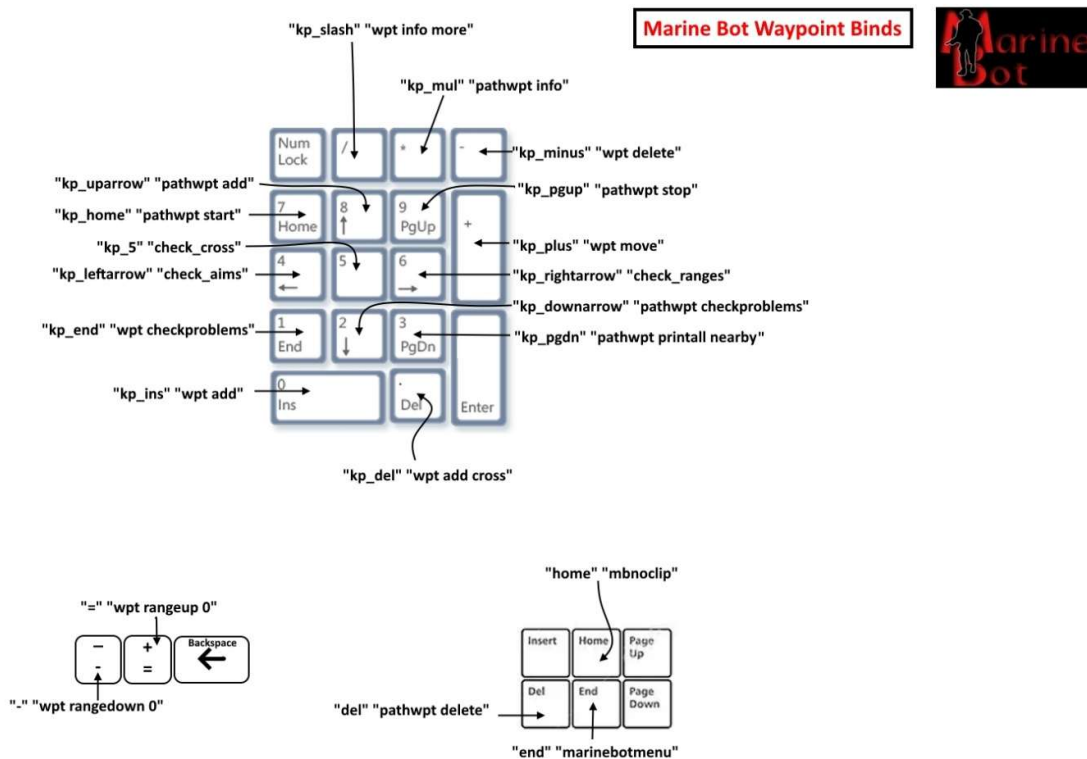 "kp_slash" "wpt info more"
Marine Bot Waypoint Binds
Marine
Bot
"kp_mul" "pathwpt info"
Num
Lock
/
*
-
"kp_minus" "wpt delete"
"kp_uparrow" "pathwpt add"
"kp_pgup" "pathwpt stop"
"kp_home" "pathwpt start"
7
Home
8
↑
9
PgUp
+
"kp_5" "check_cross"
"kp_plus" "wpt move"
"kp_leftarrow" "check_aims"
4
←
5
6
→
"kp_rightarrow" "check_ranges"
"kp_downarrow" "pathwpt checkproblems"
"kp_end" "wpt checkproblems"
1
End
2
↓
3
PgDn
"kp_pgdn" "pathwpt printall nearby"
"kp_ins" "wpt add"
0
Ins
.
Del
Enter
"kp_del" "wpt add cross"
"home" "mbnoclip"
"=" "wpt rangeup 0"
–
-
+
=
Backspace
←
"-" "wpt rangedown 0"
Insert
Home
Page
Up
Del
End
Page
Down
"del" "pathwpt delete"
"end" "marinebotmenu"